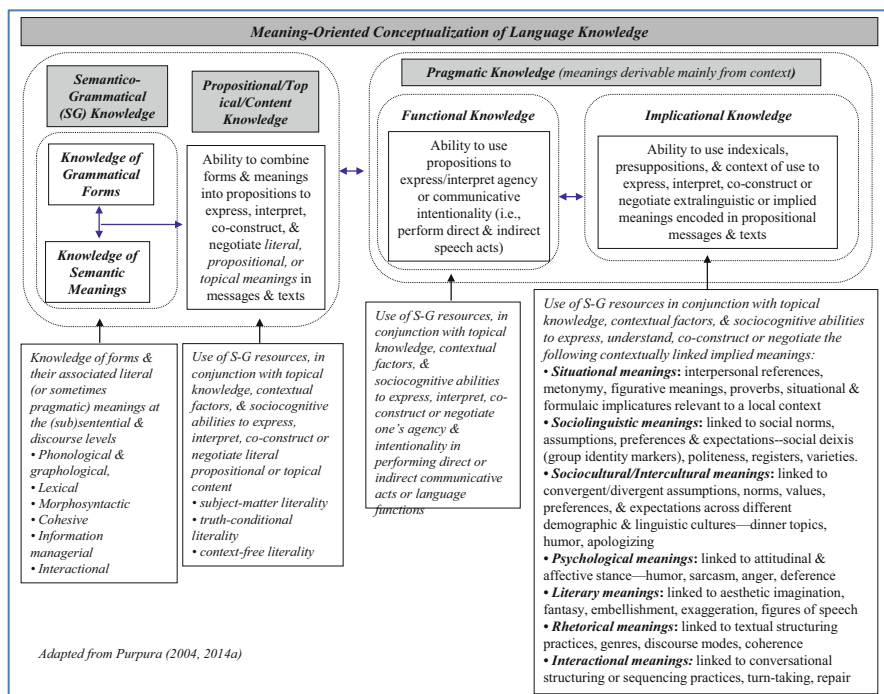 Meaning-Oriented Conceptualization of Language Knowledge
Semantico-
Grammatical
(SG) Knowledge
Knowledge of
Grammatical
Forms
Knowledge of
Semantic
Meanings
Propositional/Top
ical/Content
Knowledge
Ability to combine
forms & meanings
into propositions to
express, interpret,
co-construct, &
negotiate literal,
propositional, or
topical meanings in
messages & texts
Pragmatic Knowledge (meanings derivable mainly from context)
Functional Knowledge
Ability to use
propositions to
express/interpret agency
or communicative
intentionality (i.e.,
perform direct & indirect
speech acts)
Implicational Knowledge
Ability to use indexicals,
presuppositions, & context of use to
express, interpret, co-construct or
negotiate extralinguistic or implied
meanings encoded in propositional
messages & texts
Knowledge of forms &
their associated literal
(or sometimes
pragmatic) meanings at
the (sub)sentential &
discourse levels
• Phonological &
graphological,
• Lexical
• Morphosyntactic
• Cohesive
• Information
managerial
• Interactional
Use of S-G resources, in
conjunction with topical
knowledge, contextual
factors, & sociocognitive
abilities to express,
interpret, co-construct or
negotiate literal
propositional or topical
content
• subject-matter literality
• truth-conditional
literality
• context-free literality
Use of S-G resources, in
conjunction with topical
knowledge, contextual
factors, &
sociocognitive abilities
to express, interpret, co-
construct or negotiate
one's agency &
intentionality in
performing direct or
indirect communicative
acts or language
functions
Use of S-G resources in conjunction with topical
knowledge, contextual factors, & sociocognitive abilities
to express, understand, co-construct or negotiate the
following contextually linked implied meanings:
• Situational meanings: interpersonal references,
metonymy, figurative meanings, proverbs, situational &
formulaic implicatures relevant to a local context
• Sociolinguistic meanings: linked to social norms,
assumptions, preferences & expectations--social deixis
(group identity markers), politeness, registers, varieties.
• Sociocultural/Intercultural meanings: linked to
convergent/divergent assumptions, norms, values,
preferences, & expectations across different
demographic & linguistic cultures—dinner topics,
humor, apologizing
• Psychological meanings: linked to attitudinal &
affective stance—humor, sarcasm, anger, deference
• Literary meanings: linked to aesthetic imagination,
fantasy, embellishment, exaggeration, figures of speech
• Rhetorical meanings: linked to textual structuring
practices, genres, discourse modes, coherence
• Interactional meanings: linked to conversational
structuring or sequencing practices, turn-taking, repair
Adapted from Purpura (2004, 2014a)